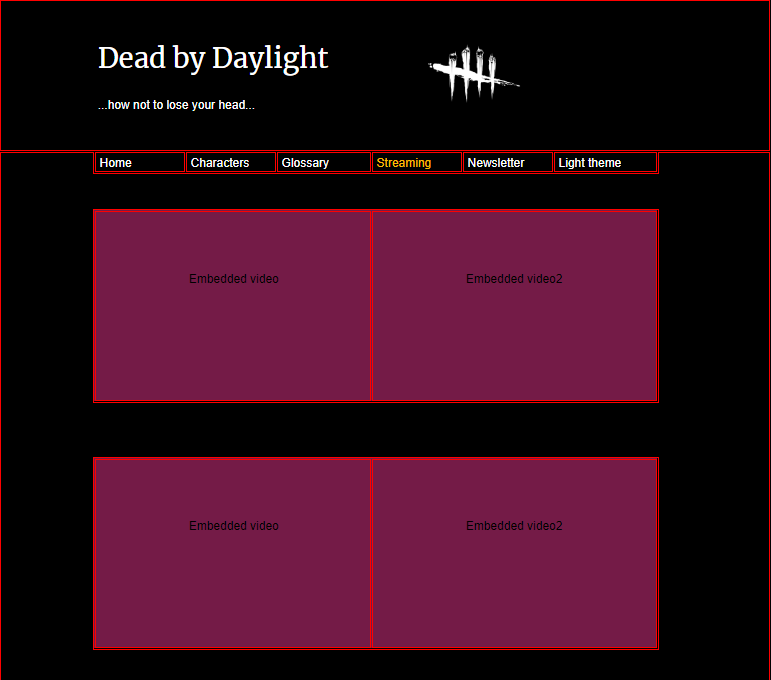 Dead by Daylight
...how not to lose your head...
Home Characters Glossary Streaming Newsletter Light theme
Embedded video Embedded video2
Embedded video Embedded video2